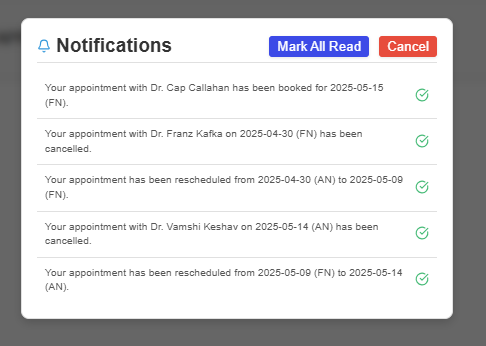 Notifications
Mark All Read
Cancel
Your appointment with Dr. Cap Callahan has been booked for 2025-05-15
(FN).
Your appointment with Dr. Franz Kafka on 2025-04-30 (FN) has been
cancelled.
Your appointment has been rescheduled from 2025-04-30 (AN) to 2025-05-09
(FN).
Your appointment with Dr. Vamshi Keshav on 2025-05-14 (AN) has been
cancelled.
Your appointment has been rescheduled from 2025-05-09 (FN) to 2025-05-14
(AN).